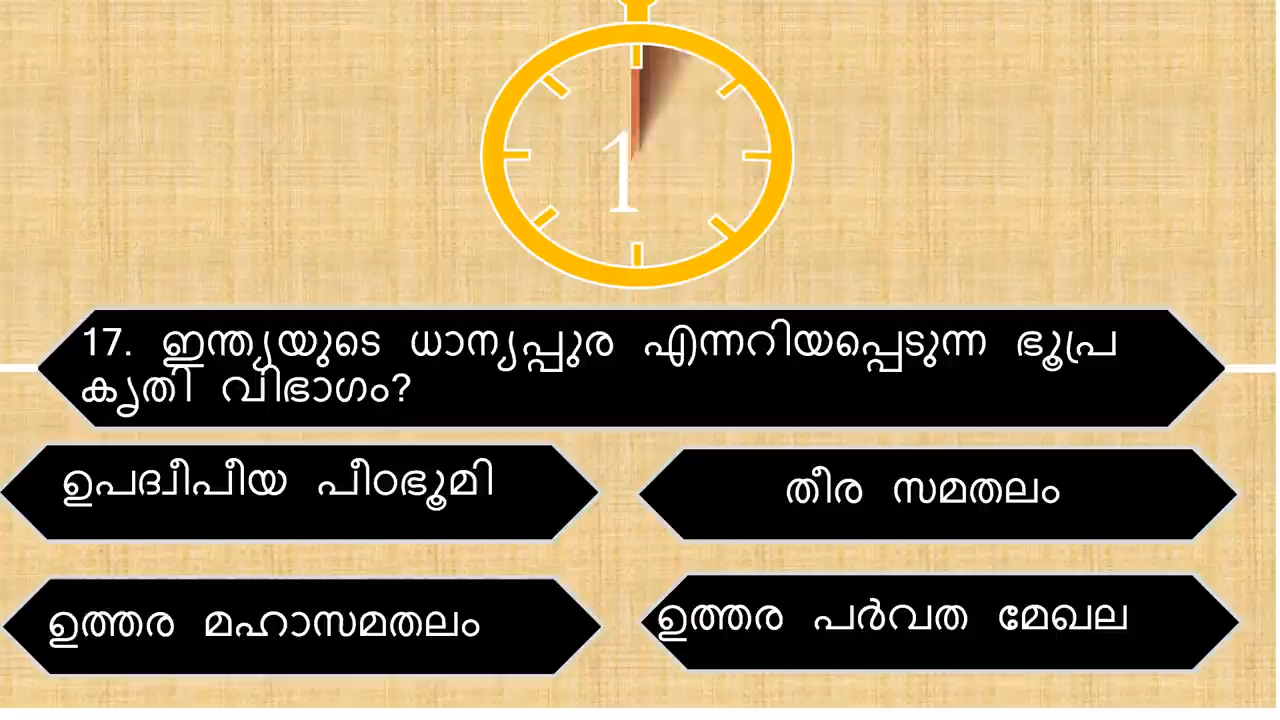 1
17. ഇന്ത്യയുടെ ധാന്യപ്പുര എന്നറിയപ്പെടുന്ന ഭൂപ്ര
കൃതി വിഭാഗം?
ഉപദ്വീപീയ പീഠഭൂമി
തീര സമതലം
ഉത്തര മഹാസമതലം
ഉത്തര പർവത മേഖല